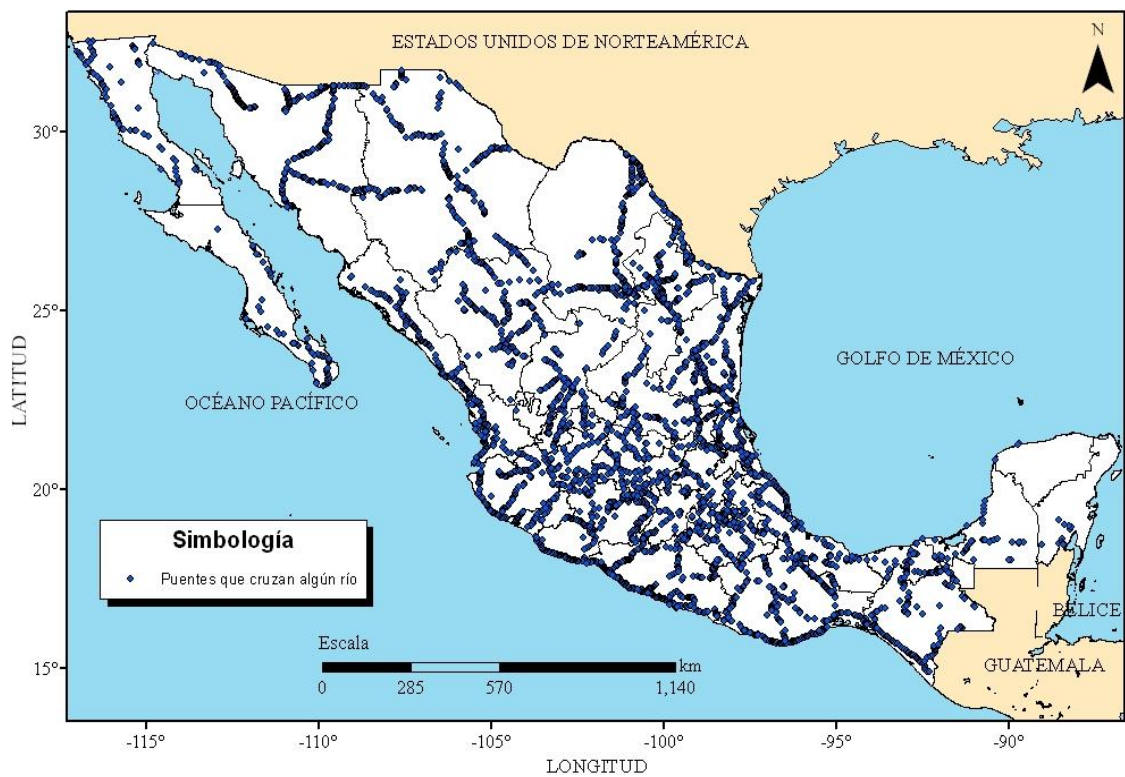 ESTADOS UNIDOS DE NORTEAMÉRICA
N
30°
25°
GOLFO DE MÉXICO
OCÉANO PACÍFICO
LATITUD
20°
Simbología
Puentes que cruzan algún río
BELICE
Escala
km
GUATEMALA
15°
0 285 570 1,140
-115° -110° -105° -100° -95° -90°
LONGITUD